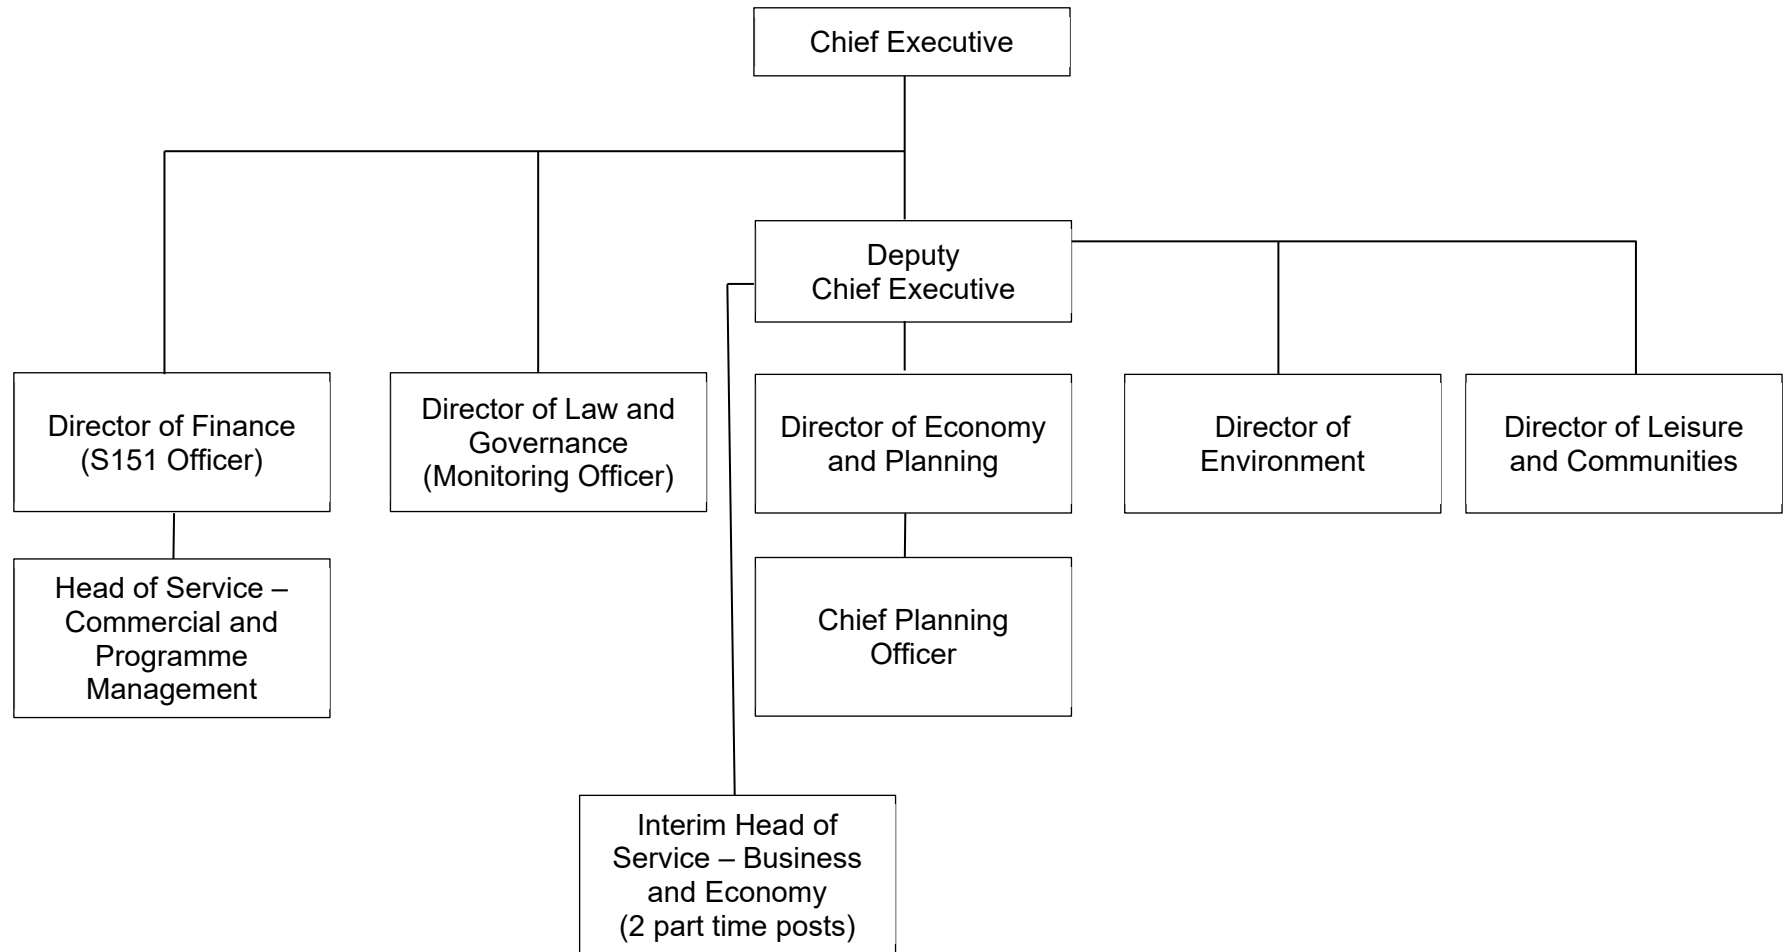 Chief Executive
Deputy
Chief Executive
Director of Finance
(S151 Officer)
Director of Law and
Governance
(Monitoring Officer)
Director of Economy
and Planning
Director of
Environment
Director of Leisure
and Communities
Head of Service –
Commercial and
Programme
Management
Chief Planning
Officer
Interim Head of
Service – Business
and Economy
(2 part time posts)